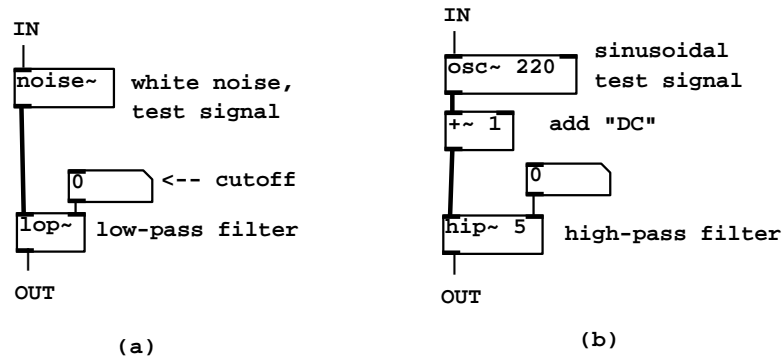 IN
noise~
white noise,
test signal
0
<-- cutoff
lop~
low-pass filter
OUT
(a)
IN
osc~ 220
sinusoidal
test signal
+~ 1
add "DC"
0
hip~ 5
high-pass filter
OUT
(b)